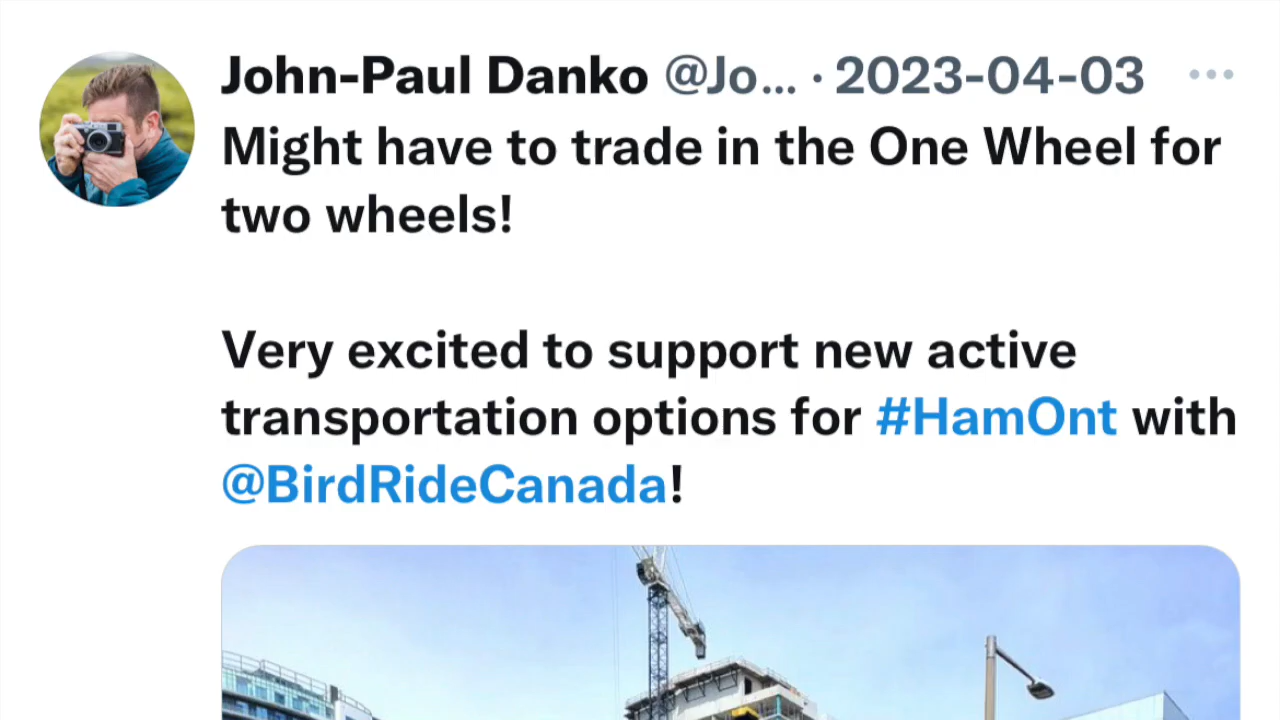 John-Paul Danko @Jo... · 2023-04-03
Might have to trade in the One Wheel for
two wheels!
Very excited to support new active
transportation options for #HamOnt with
@BirdRideCanada!